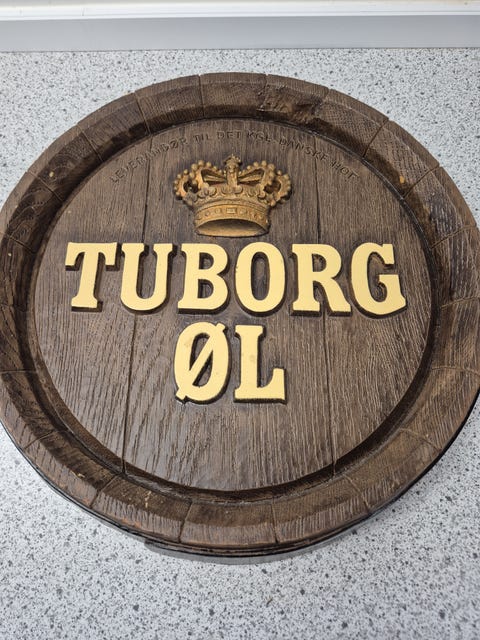 LEVERANDØR TIL DET KGL. DANSKE HOF
TUBORG
ØL